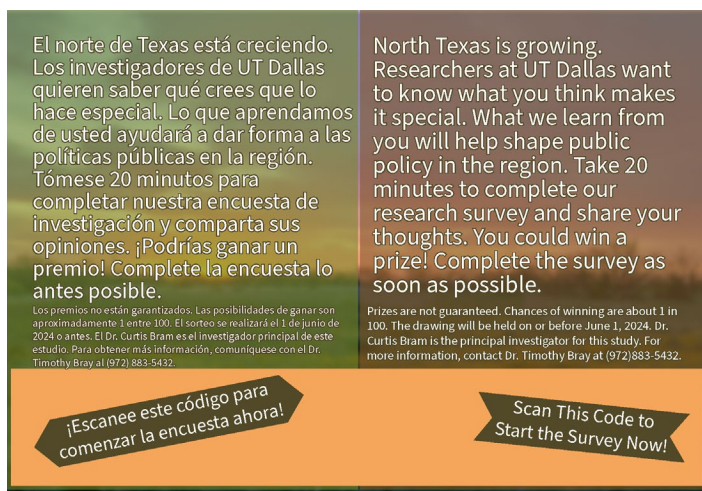 El norte de Texas está creciendo.
Los investigadores de UT Dallas
quieren saber qué crees que lo
hace especial. Lo que aprendamos
de usted ayudará a dar forma a las
políticas públicas en la región.
Tómese 20 minutos para
completar nuestra encuesta de
investigación y comparta sus
opiniones. ¡Podrías ganar un
premio! Complete la encuesta lo
antes posible.
Los premios no están garantizados. Las posibilidades de ganar son
aproximadamente 1 entre 100. El sorteo se realizará el 1 de junio de
2024 o antes. El Dr. Curtis Bram es el investigador principal de este
estudio. Para obtener más información, comuníquese con el Dr.
Timothy Bray al (972) 883-5432.
¡Escanee este código para
comenzar la encuesta ahora!
North Texas is growing.
Researchers at UT Dallas want
to know what you think makes
it special. What we learn from
you will help shape public
policy in the region. Take 20
minutes to complete our
research survey and share your
thoughts. You could win a
prize! Complete the survey as
soon as possible.
Prizes are not guaranteed. Chances of winning are about 1 in
100. The drawing will be held on or before June 1, 2024. Dr.
Curtis Bram is the principal investigator for this study. For
more information, contact Dr. Timothy Bray at (972)883-5432.
Scan This Code to
Start the Survey Now!